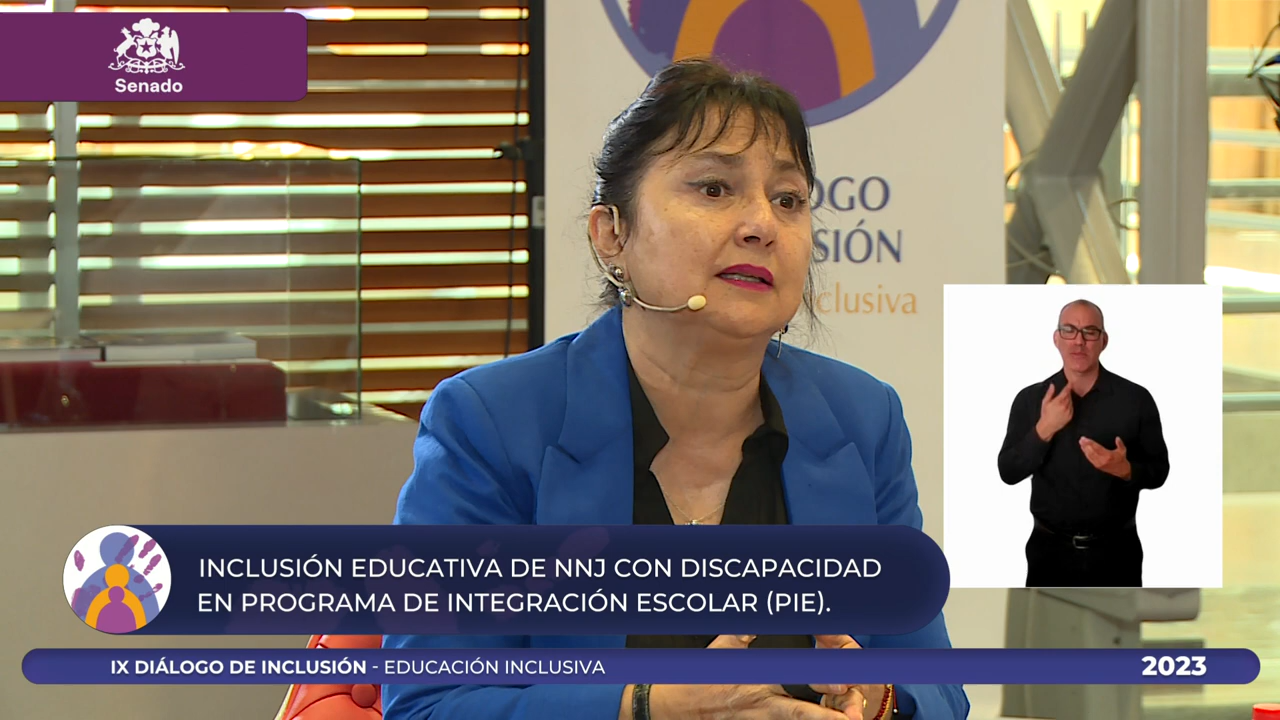 Senado
OGO
SIÓN
clusiva
INCLUSIÓN EDUCATIVA DE NNJ CON DISCAPACIDAD
EN PROGRAMA DE INTEGRACIÓN ESCOLAR (PIE).
IX DIÁLOGO DE INCLUSIÓN - EDUCACIÓN INCLUSIVA
2023